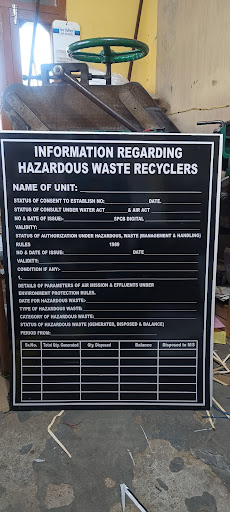 INFORMATION REGARDING
HAZARDOUS WASTE RECYCLERS
NAME OF UNIT:
STATUS OF CONSENT TO ESTABLISH NO: DATE.
STATUS OF CONSULT UNDER WATER ACT & AIR ACT
NO & DATE OF ISSUE: SPCB DIGITAL
VALIDITY:
STATUS OF AUTHORISATION UNDER HAZARDOUS, WASTE (MANAGEMENT & HANDLING)
RULES 1989
NO & DATE OF ISSUE: DATE
VALIDITY:
CONDITION IF ANY:
1.
DETAILS OF PARAMETERS OF AIR MISSION & EFFLUENTS UNDER
ENVIRONMENT PROTECTION RULES.
DATE FOR HAZARDOUS WASTE:
TYPE OF HAZARDOUS WASTE:
CATEGORY OF HAZARDOUS WASTE:
STATUS OF HAZARDOUS WASTE (GENERATED, DISPOSED & BALANCE)
PERIOD FROM:
Sr.No. Total Qty. Generated Qty. Disposed Balance Disposed to M/S